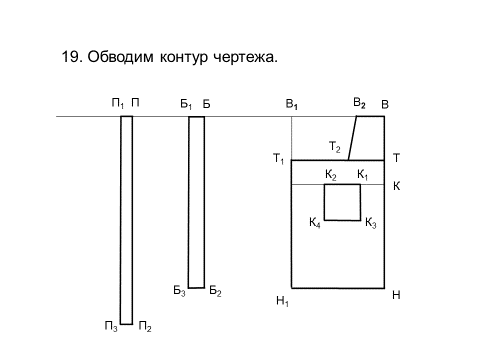 19. Обводим контур чертежа.
П₁ П Б₁ Б В₁ В₂ В
Т₁ Т₂ Т
К₂ К₁ К
К₄ К₃
Б₃ Б₂ Н₁ Н
П₃ П₂